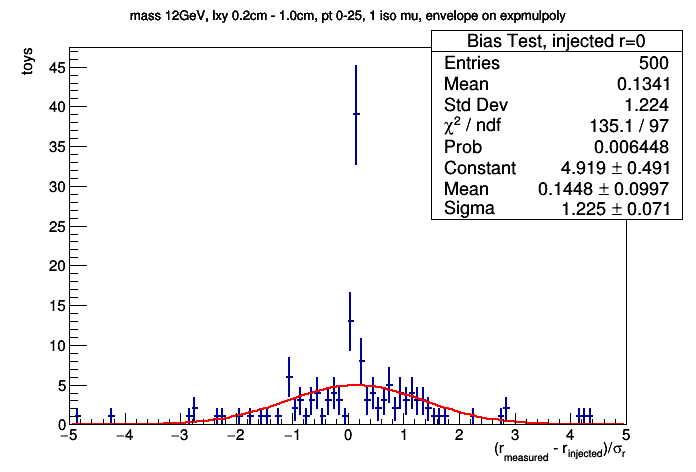 mass 12GeV, lxy 0.2cm - 1.0cm, pt 0-25, 1 iso mu, envelope on expmulpoly
Bias Test, injected r=0
Entries 500
Mean 0.1341
Std Dev 1.224
χ² / ndf 135.1 / 97
Prob 0.006448
Constant 4.919 ± 0.491
Mean 0.1448 ± 0.0997
Sigma 1.225 ± 0.071
toys
45
40
35
30
25
20
15
10
5
0
−5 −4 −3 −2 −1 0 1 2 3 4 5
(r_measured - r_injected)/σ_r